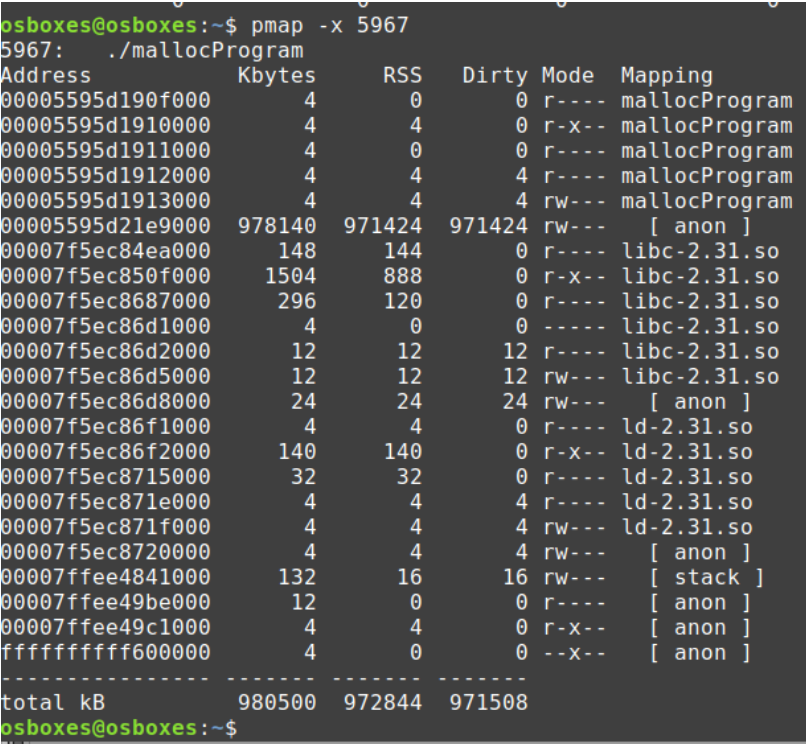 osboxes@osboxes:~$ pmap -x 5967
5967:   ./mallocProgram
Address           Kbytes     RSS   Dirty Mode  Mapping
00005595d190f000       4       0       0 r---- mallocProgram
00005595d1910000       4       4       0 r-x-- mallocProgram
00005595d1911000       4       0       0 r---- mallocProgram
00005595d1912000       4       4       4 r---- mallocProgram
00005595d1913000       4       4       4 rw--- mallocProgram
00005595d21e9000  978140  971424  971424 rw---   [ anon ]
00007f5ec84ea000     148     144       0 r---- libc-2.31.so
00007f5ec850f000    1504     888       0 r-x-- libc-2.31.so
00007f5ec8687000     296     120       0 r---- libc-2.31.so
00007f5ec86d1000       4       0       0 ----- libc-2.31.so
00007f5ec86d2000      12      12      12 r---- libc-2.31.so
00007f5ec86d5000      12      12      12 rw--- libc-2.31.so
00007f5ec86d8000      24      24      24 rw---   [ anon ]
00007f5ec86f1000       4       4       0 r---- ld-2.31.so
00007f5ec86f2000     140     140       0 r-x-- ld-2.31.so
00007f5ec8715000      32      32       0 r---- ld-2.31.so
00007f5ec871e000       4       4       4 r---- ld-2.31.so
00007f5ec871f000       4       4       4 rw--- ld-2.31.so
00007f5ec8720000       4       4       4 rw---   [ anon ]
00007ffee4841000     132      16      16 rw---   [ stack ]
00007ffee49be000      12       0       0 r----   [ anon ]
00007ffee49c1000       4       4       0 r-x--   [ anon ]
ffffffffff600000       4       0       0 --x--   [ anon ]
---------------- ------- ------- -------
total kB          980500  972844  971508
osboxes@osboxes:~$